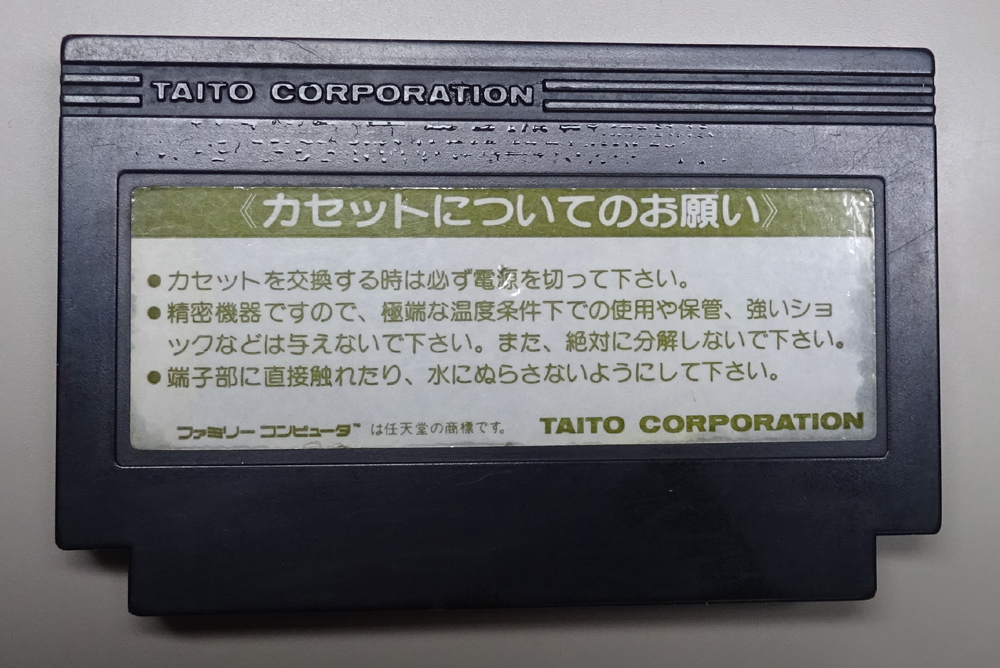 TAITO CORPORATION
《カセットについてのお願い》
●カセットを交換する時は必ず電源を切って下さい。
●精密機器ですので、極端な温度条件下での使用や保管、強いショ
ックなどは与えないで下さい。また、絶対に分解しないで下さい。
●端子部に直接触れたり、水にぬらさないようにして下さい。
ファミリーコンピュータ™ は任天堂の商標です。 TAITO CORPORATION